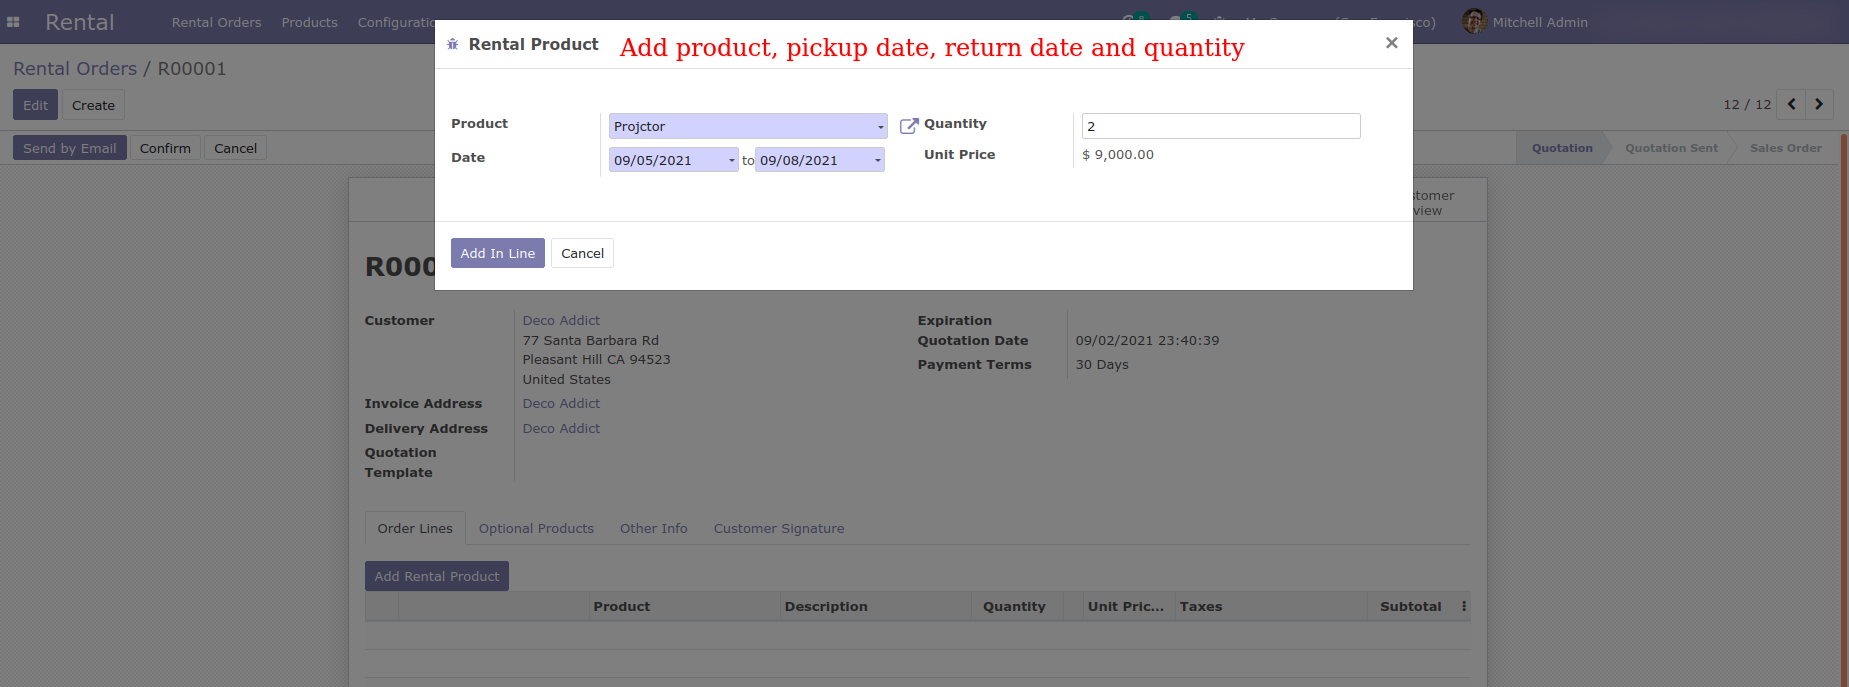 Rental
Rental Orders
Products
Mitchell Admin
Rental Product
Add product, pickup date, return date and quantity
×
Rental Orders / R00001
Edit
Create
12 / 12
Product
Projctor
Quantity
2
Date
09/05/2021
to
09/08/2021
Unit Price
$ 9,000.00
Send by Email
Confirm
Cancel
Quotation
Quotation Sent
Sales Order
Add In Line
Cancel
Customer
Deco Addict
77 Santa Barbara Rd
Pleasant Hill CA 94523
United States
Expiration
Quotation Date
09/02/2021 23:40:39
Payment Terms
30 Days
Invoice Address
Deco Addict
Delivery Address
Deco Addict
Quotation
Template
Order Lines
Optional Products
Other Info
Customer Signature
Add Rental Product
Product
Description
Quantity
Unit Pric...
Taxes
Subtotal